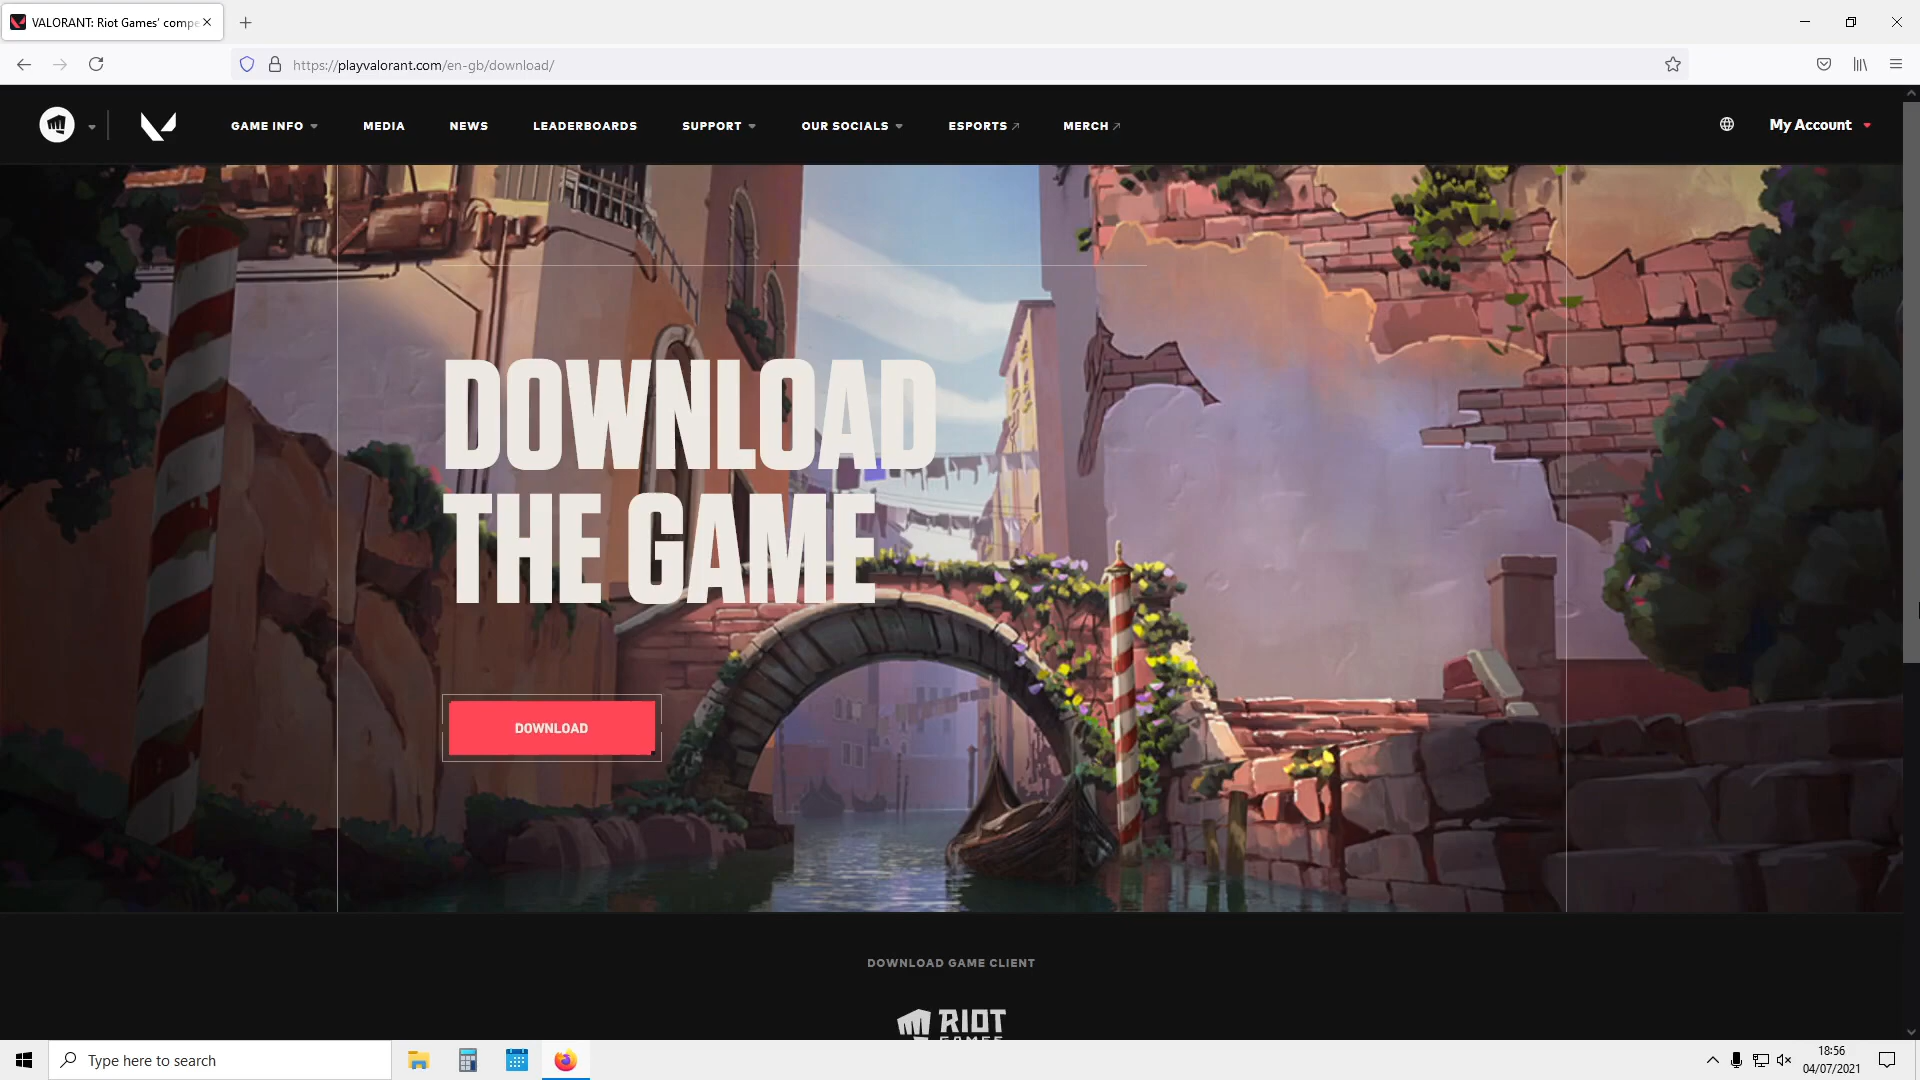 VALORANT: Riot Games' compe
https://playvalorant.com/en-gb/download/
GAME INFO
MEDIA
NEWS
LEADERBOARDS
SUPPORT
OUR SOCIALS
ESPORTS
MERCH
My Account
DOWNLOAD
THE GAME
DOWNLOAD
DOWNLOAD GAME CLIENT
RIOT
GAMES
Type here to search
18:56
04/07/2021